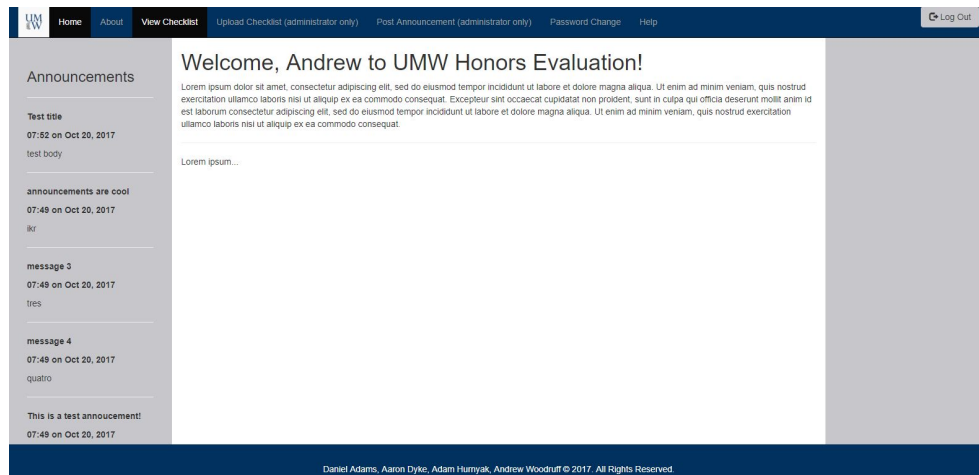 UMW Home About View Checklist Upload Checklist (administrator only) Post Announcement (administrator only) Password Change Help Log Out
Announcements
Test title
07:52 on Oct 20, 2017
test body
announcements are cool
07:49 on Oct 20, 2017
ikr
message 3
07:49 on Oct 20, 2017
tres
message 4
07:49 on Oct 20, 2017
quatro
This is a test annoucement!
07:49 on Oct 20, 2017
Welcome, Andrew to UMW Honors Evaluation!
Lorem ipsum dolor sit amet, consectetur adipiscing elit, sed do eiusmod tempor incididunt ut labore et dolore magna aliqua. Ut enim ad minim veniam, quis nostrud
exercitation ullamco laboris nisi ut aliquip ex ea commodo consequat. Excepteur sint occaecat cupidatat non proident, sunt in culpa qui officia deserunt mollit anim id
est laborum consectetur adipiscing elit, sed do eiusmod tempor incididunt ut labore et dolore magna aliqua. Ut enim ad minim veniam, quis nostrud exercitation
ullamco laboris nisi ut aliquip ex ea commodo consequat.
Lorem ipsum...
Daniel Adams, Aaron Dyke, Adam Hurnyak, Andrew Woodruff © 2017. All Rights Reserved.